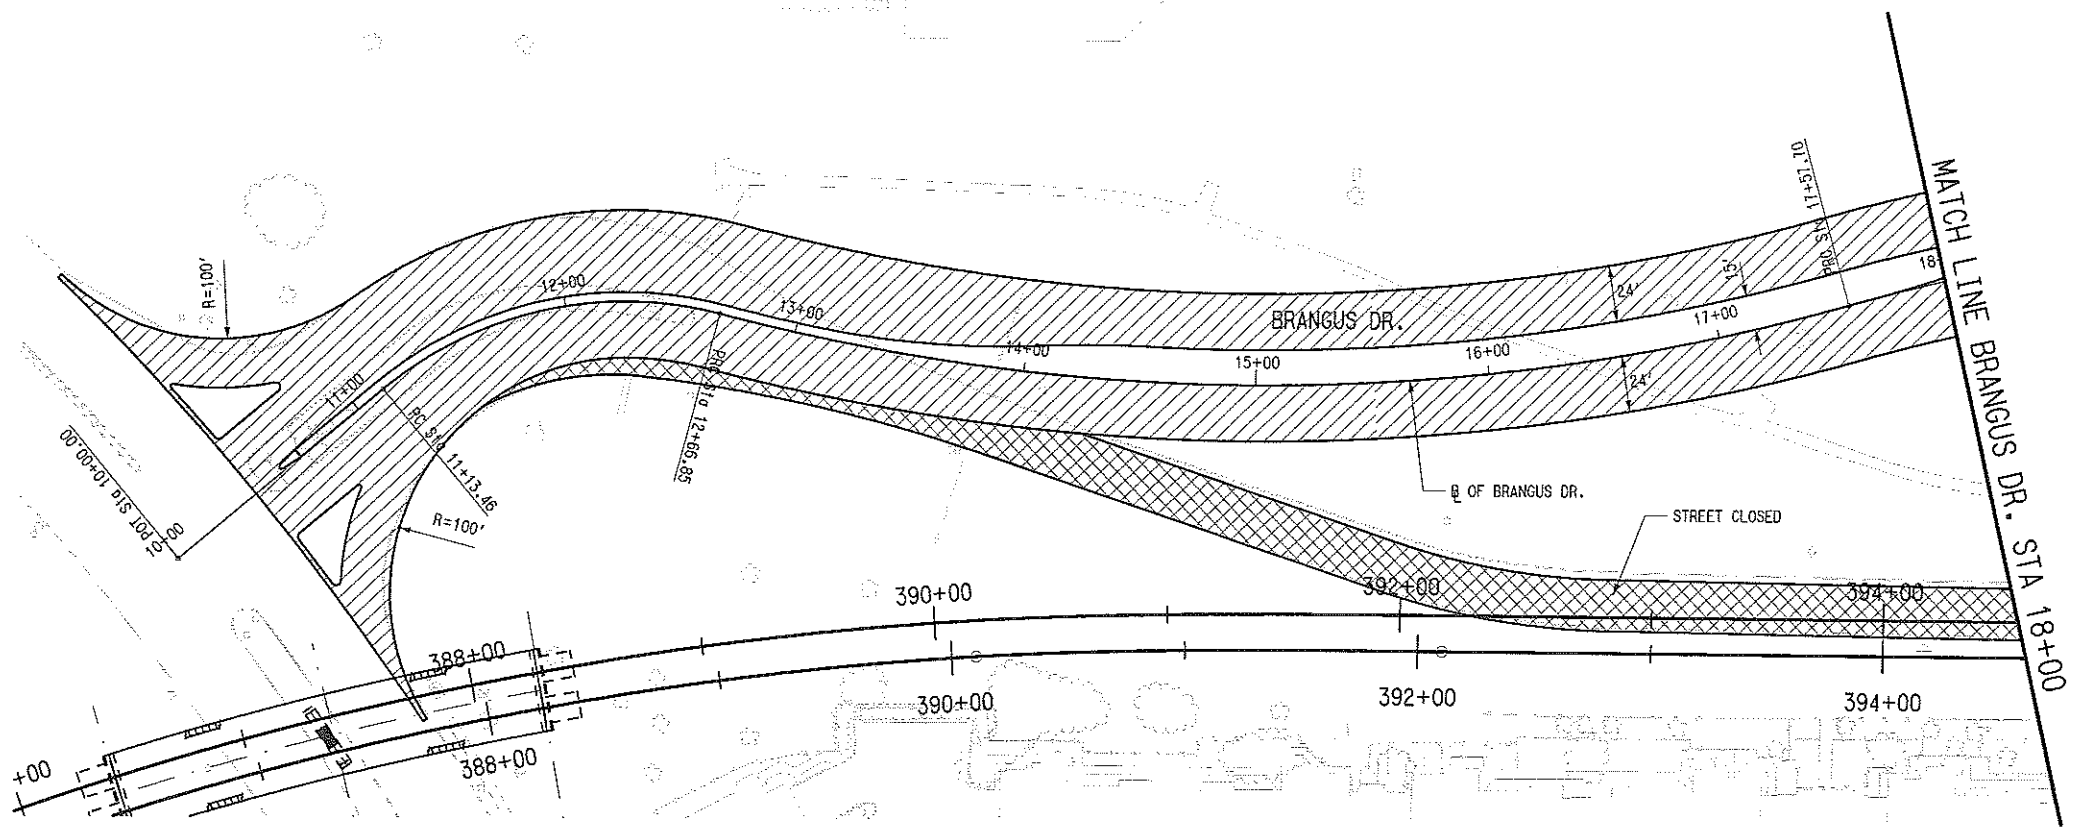 MATCH LINE BRANGUS DR. STA 18+00
R=100'
12+00
13+00
BRANGUS DR.
24'
15'
PRC Sta 17+57.70
18
17+00
14+00
15+00
16+00
24'
11+00
PC Sta 11+13.46
PRC Sta 12+66.85
POT Sta 10+00.00
10+00
R=100'
℄ OF BRANGUS DR.
STREET CLOSED
390+00
392+00
394+00
388+00
390+00
392+00
394+00
388+00
+00